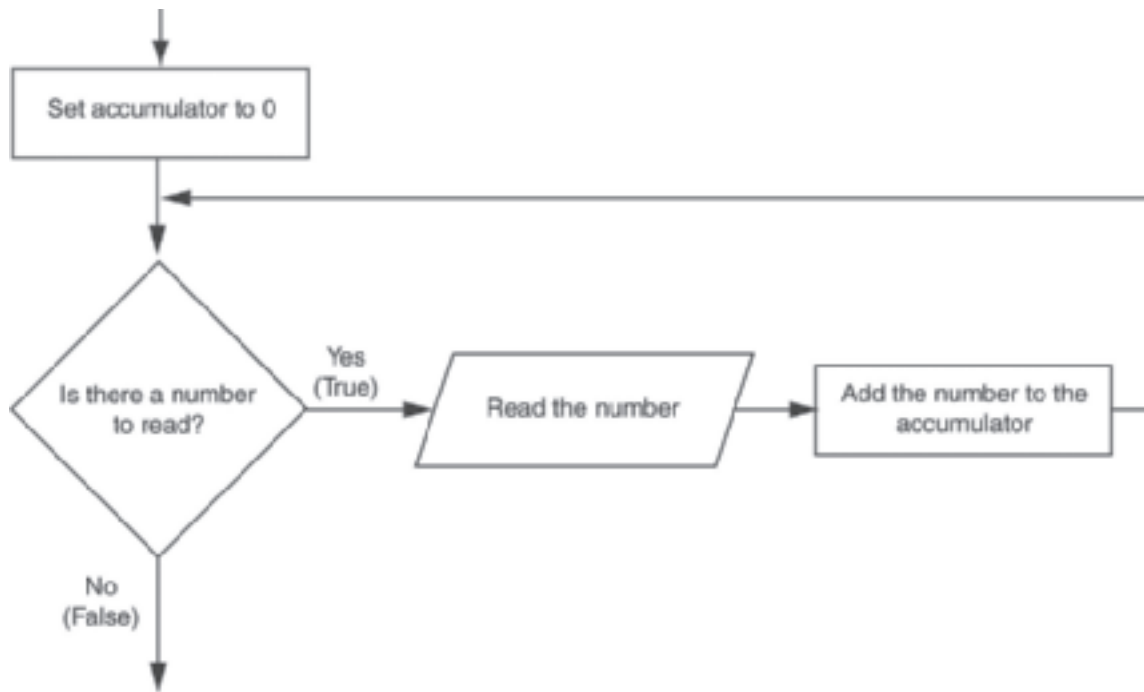 Set accumulator to 0
Is there a number
to read?
Yes
(True)
Read the number
Add the number to the
accumulator
No
(False)